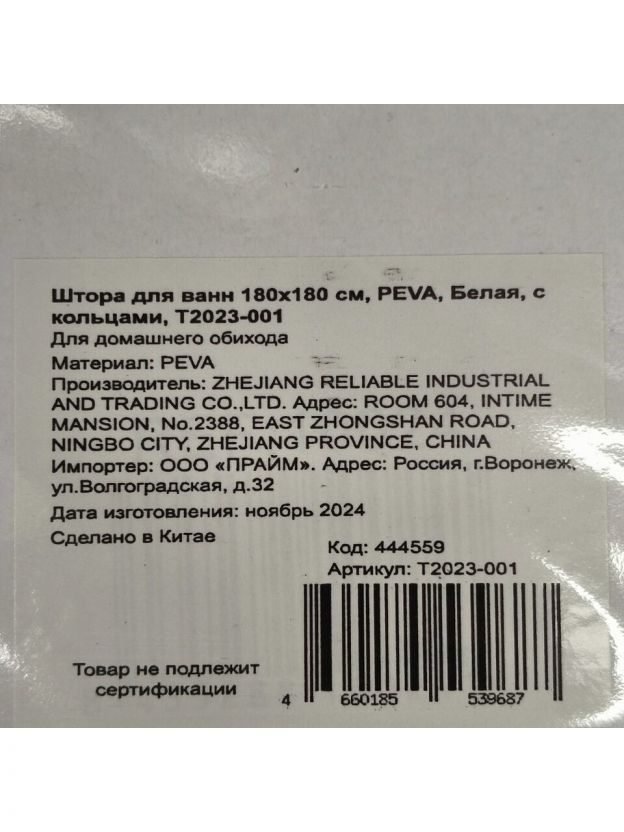 Штора для ванн 180х180 см, PEVA, Белая, с
кольцами, T2023-001
Для домашнего обихода
Материал: PEVA
Производитель: ZHEJIANG RELIABLE INDUSTRIAL
AND TRADING CO.,LTD. Адрес: ROOM 604, INTIME
MANSION, No.2388, EAST ZHONGSHAN ROAD,
NINGBO CITY, ZHEJIANG PROVINCE, CHINA
Импортер: ООО «ПРАЙМ». Адрес: Россия, г.Воронеж,
ул.Волгоградская, д.32
Дата изготовления: ноябрь 2024
Сделано в Китае
Код: 444559
Артикул: T2023-001
Товар не подлежит
сертификации
4 660185 539687